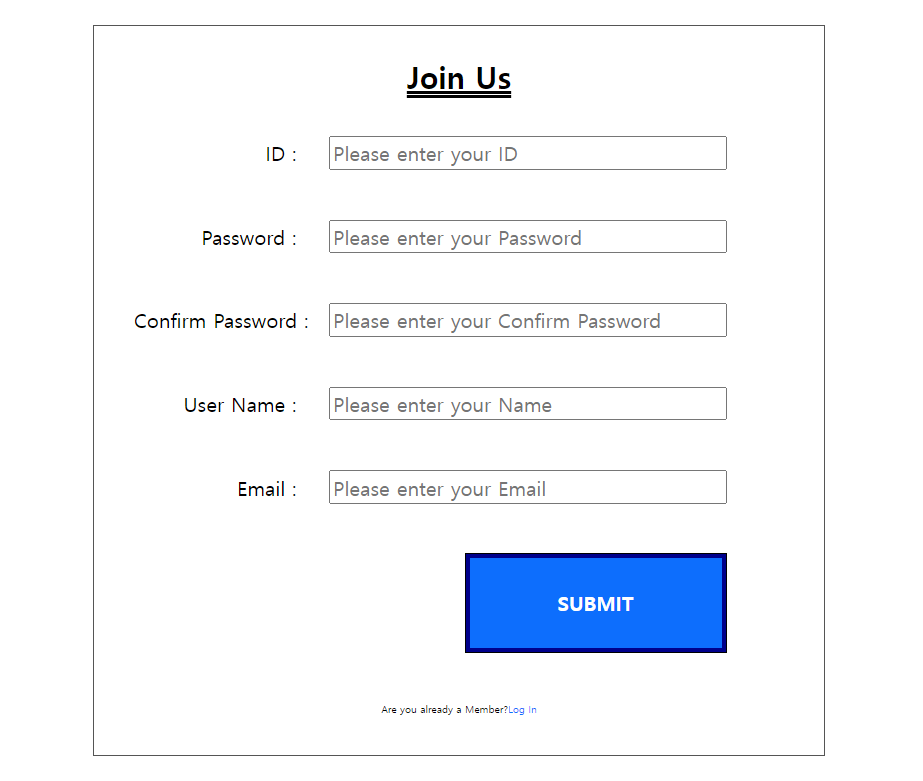 Join Us
ID : Please enter your ID
Password : Please enter your Password
Confirm Password : Please enter your Confirm Password
User Name : Please enter your Name
Email : Please enter your Email
SUBMIT
Are you already a Member?Log In